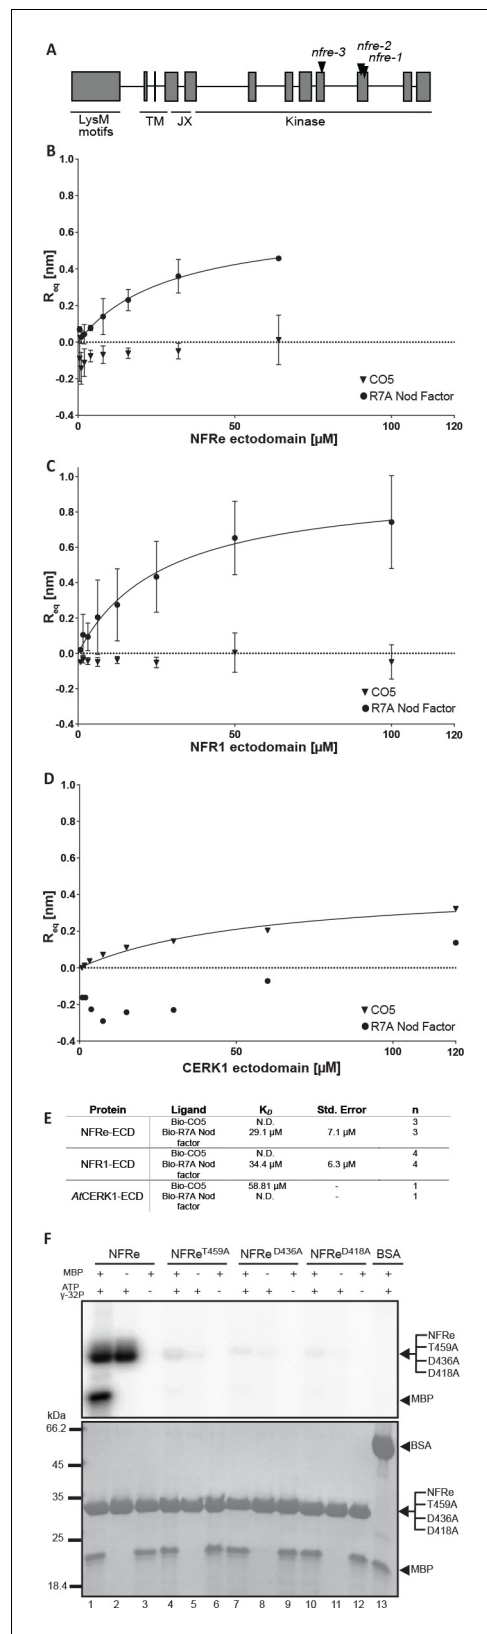 A
nfre-3
nfre-2
nfre-1
LysM motifs
TM
JX
Kinase
B
1.0
0.8
0.6
0.4
0.2
0.0
-0.2
-0.4
Req [nm]
CO5
R7A Nod Factor
0 50 100 120
NFRe ectodomain [µM]
C
1.0
0.8
0.6
0.4
0.2
0.0
-0.2
-0.4
Req [nm]
CO5
R7A Nod Factor
0 50 100 120
NFR1 ectodomain [µM]
D
1.0
0.8
0.6
0.4
0.2
0.0
-0.2
-0.4
Req [nm]
CO5
R7A Nod Factor
0 50 100 120
CERK1 ectodomain [µM]
E
Protein Ligand KD Std. Error n
Bio-CO5 N.D. 3
NFRe-ECD Bio-R7A Nod factor 29.1 µM 7.1 µM 3
Bio-CO5 N.D. 4
NFR1-ECD Bio-R7A Nod factor 34.4 µM 6.3 µM 4
Bio-CO5 58.81 µM - 1
AtCERK1-ECD Bio-R7A Nod factor N.D. - 1
F
NFRe NFReT459A NFRe D436A NFReD418A BSA
MBP + - + + - + + - + + - + +
ATP γ-32P + + - + + - + + - + + - +
NFRe
T459A
D436A
D418A
MBP
kDa
66.2
45
35
25
18.4
BSA
NFRe
T459A
D436A
D418A
MBP
1 2 3 4 5 6 7 8 9 10 11 12 13